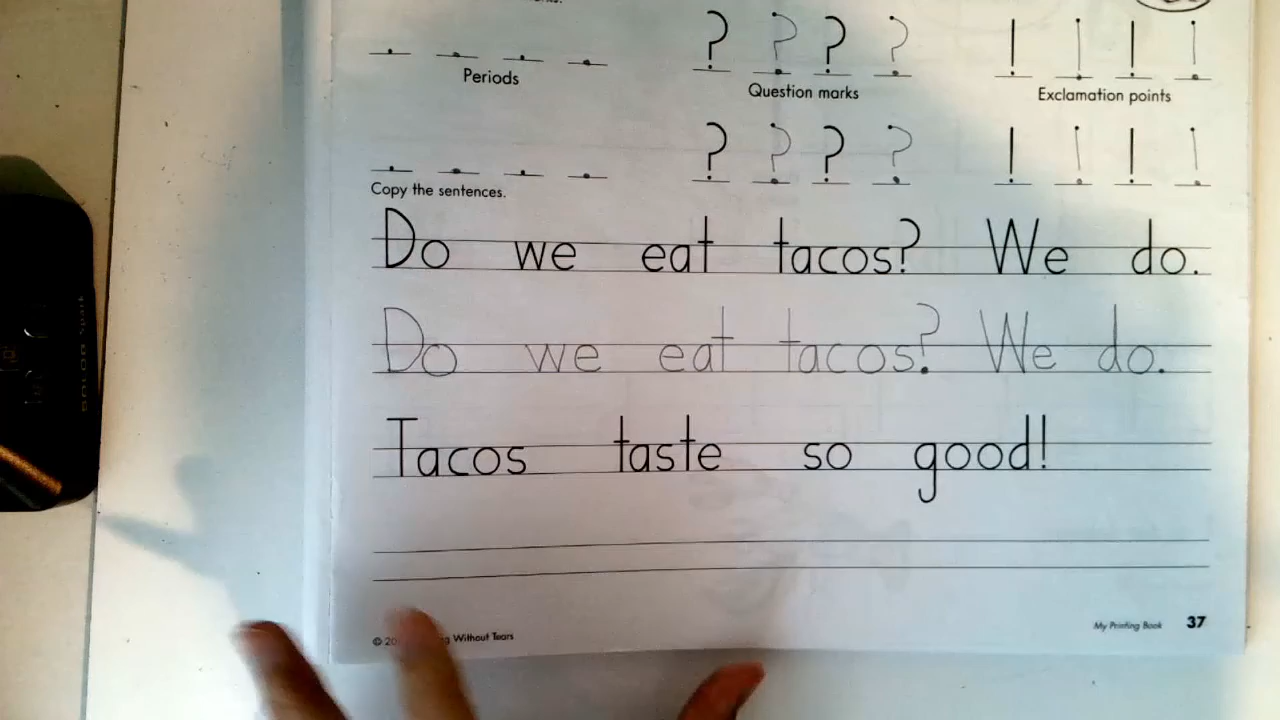 ? ? ? ? ! ! ! !
Periods Question marks Exclamation points
? ? ? ? ! ! ! !
Copy the sentences.
Do we eat tacos? We do.
Do we eat tacos? We do.
Tacos taste so good!
© Without Tears My Printing Book 37